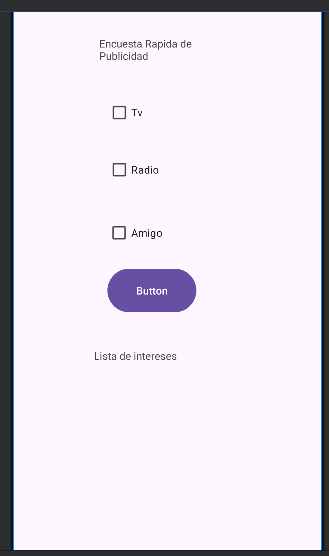 Encuesta Rapida de
Publicidad
Tv
Radio
Amigo
Button
Lista de intereses